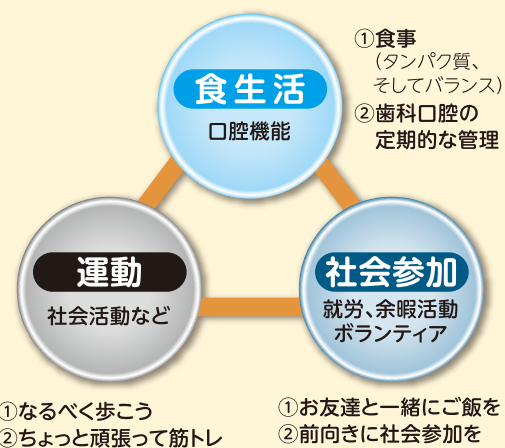 食生活
口腔機能
①食事
(タンパク質、
そしてバランス)
②歯科口腔の
定期的な管理
運動
社会活動など
①なるべく歩こう
②ちょっと頑張って筋トレ
社会参加
就労、余暇活動
ボランティア
①お友達と一緒にご飯を
②前向きに社会参加を